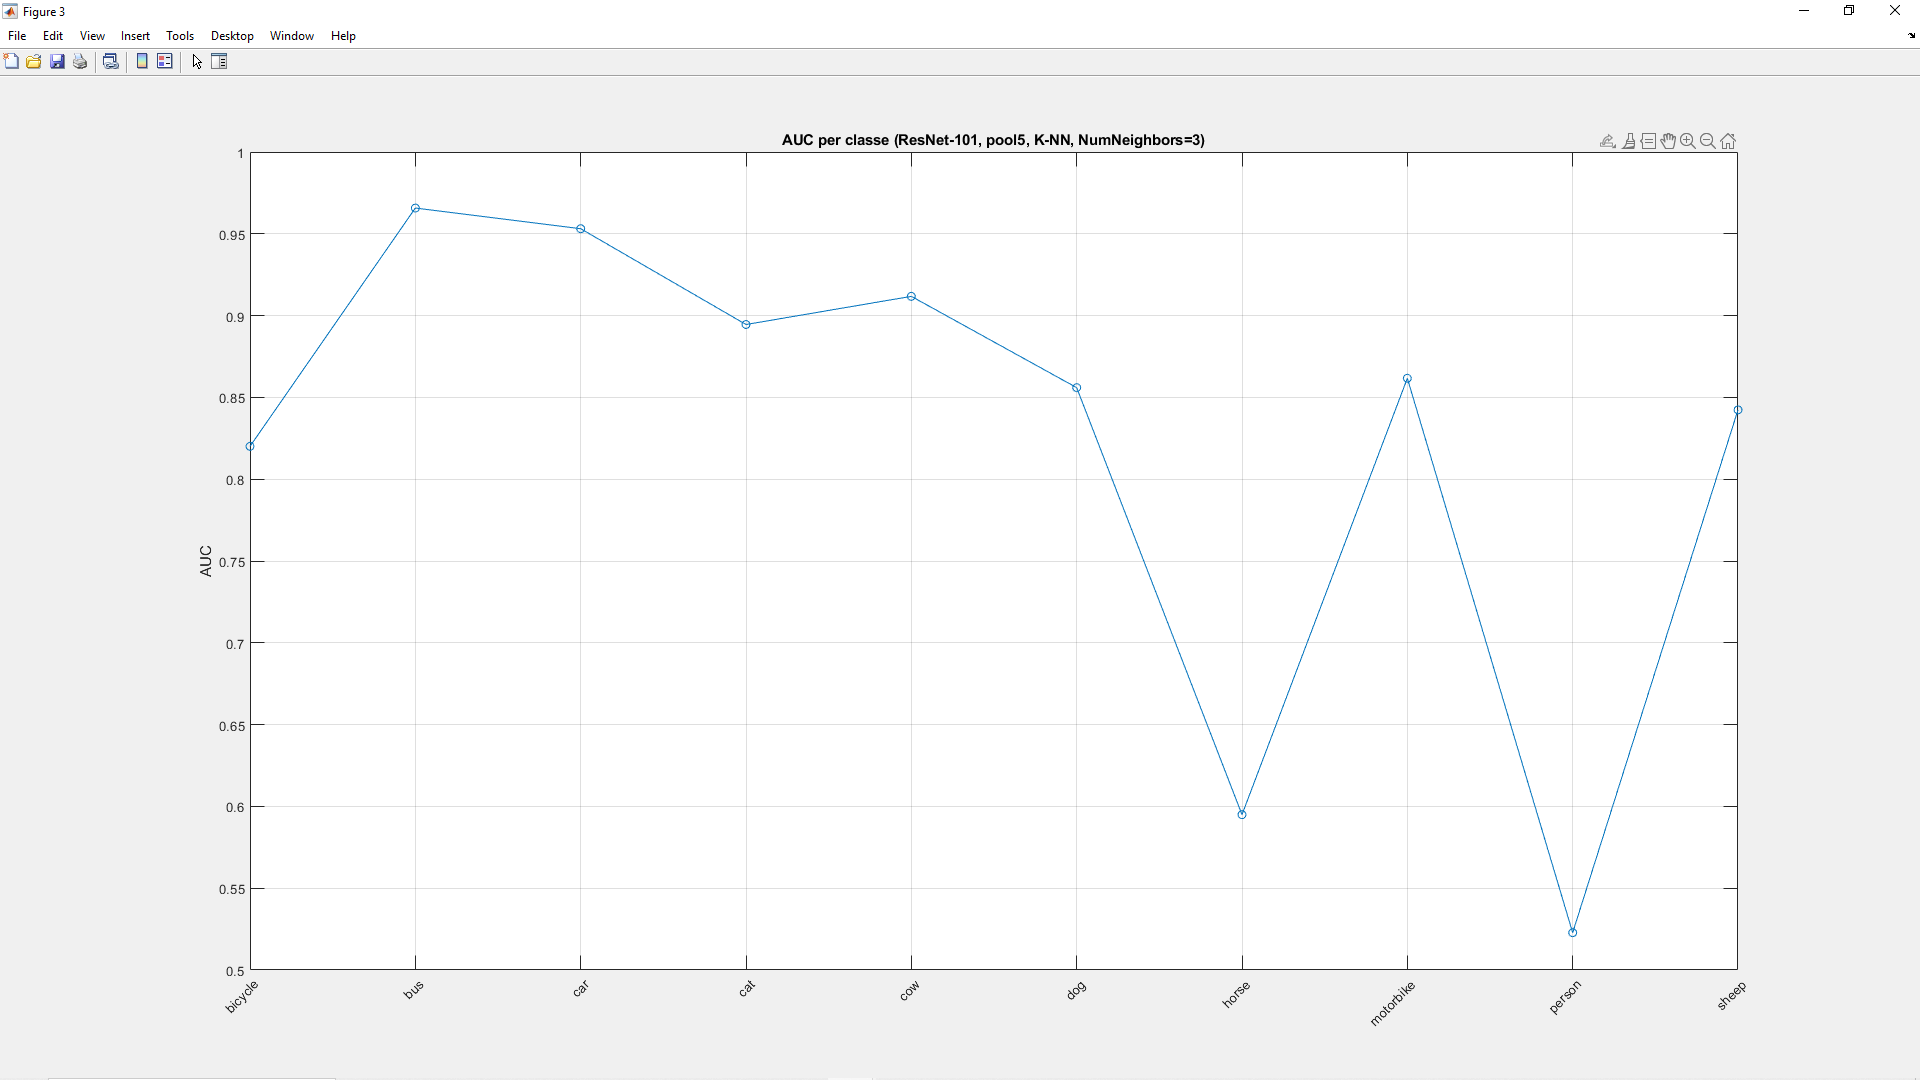 Figure 3
File Edit View Insert Tools Desktop Window Help
AUC per classe (ResNet-101, pool5, K-NN, NumNeighbors=3)
1
0.95
0.9
0.85
0.8
0.75
0.7
0.65
0.6
0.55
0.5
AUC
bicycle bus car cat cow dog horse motorbike person sheep